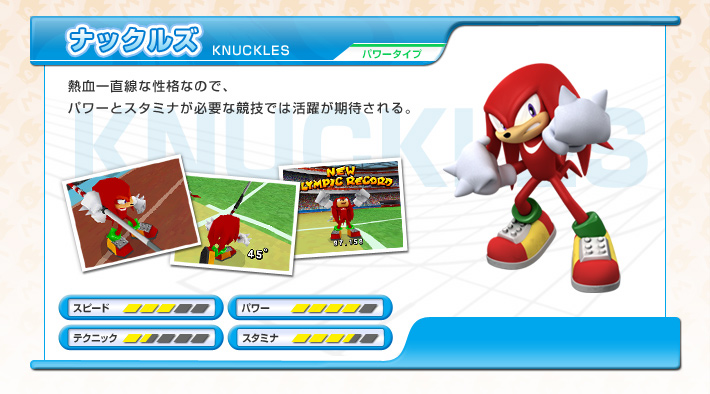 ナックルズ KNUCKLES
パワータイプ
熱血一直線な性格なので、
パワーとスタミナが必要な競技では活躍が期待される。
KNUCKLES
NEW
OLYMPIC RECORD
45°
スピード
パワー
テクニック
スタミナ